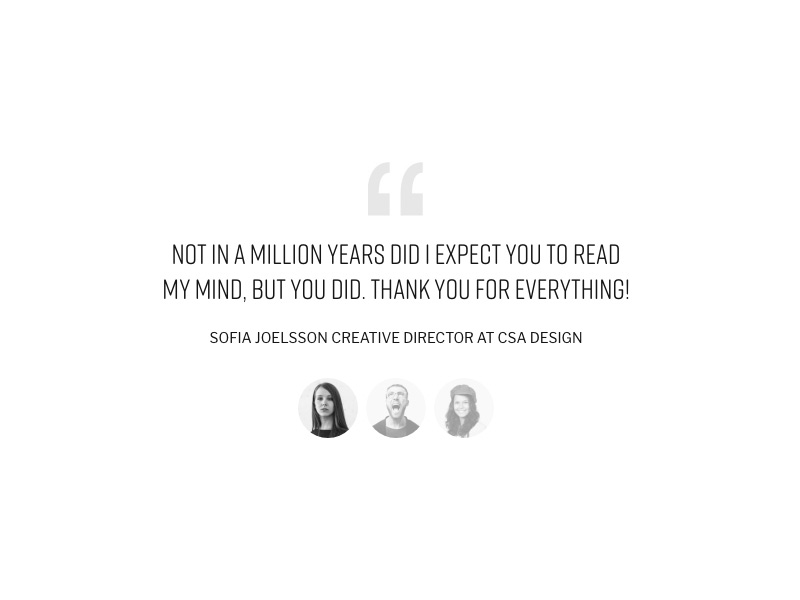 “
NOT IN A MILLION YEARS DID I EXPECT YOU TO READ
MY MIND, BUT YOU DID. THANK YOU FOR EVERYTHING!
SOFIA JOELSSON CREATIVE DIRECTOR AT CSA DESIGN